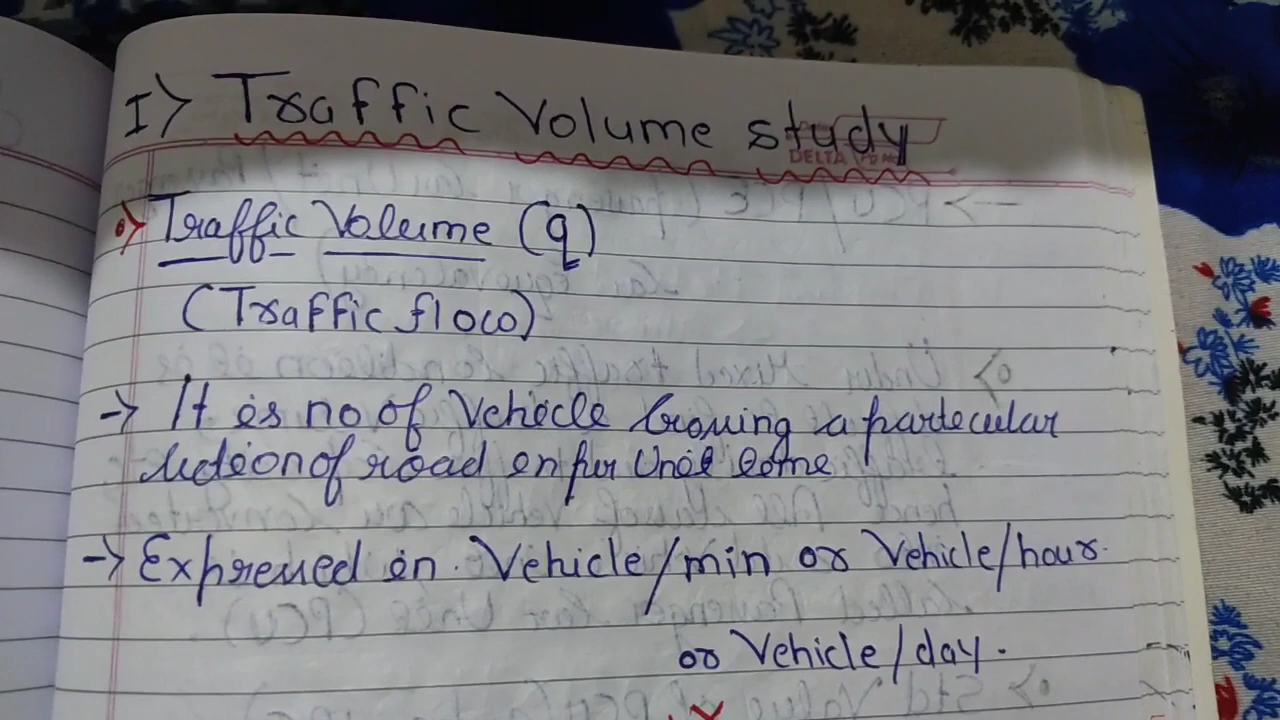 I> Traffic Volume study
DELTA
Traffic Volume (q)
(Traffic flow)
→ It is no of Vehicle Crossing a particular
section of road in per Unit time
→ Expressed in. Vehicle/min or Vehicle/hour.
or Vehicle/day.